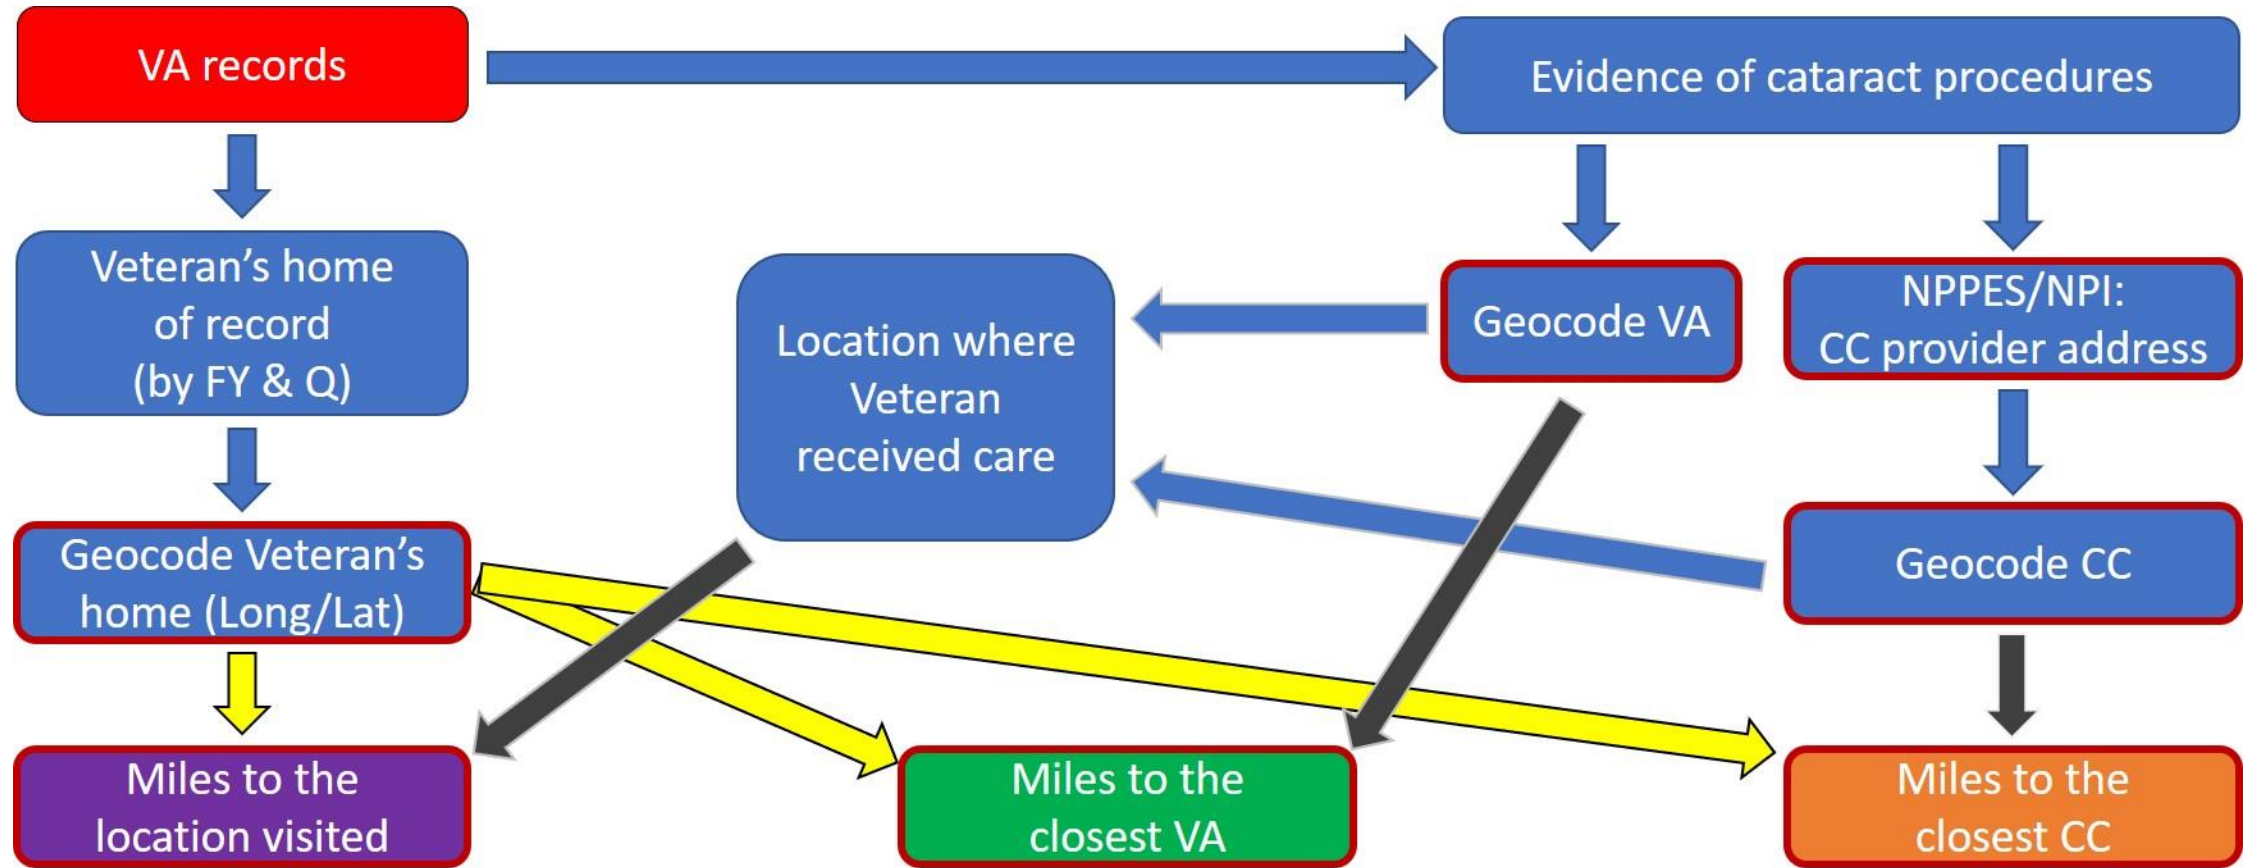 VA records
Evidence of cataract procedures
Veteran’s home
of record
(by FY & Q)
Location where
Veteran
received care
Geocode VA
NPPES/NPI:
CC provider address
Geocode Veteran’s
home (Long/Lat)
Geocode CC
Miles to the
location visited
Miles to the
closest VA
Miles to the
closest CC